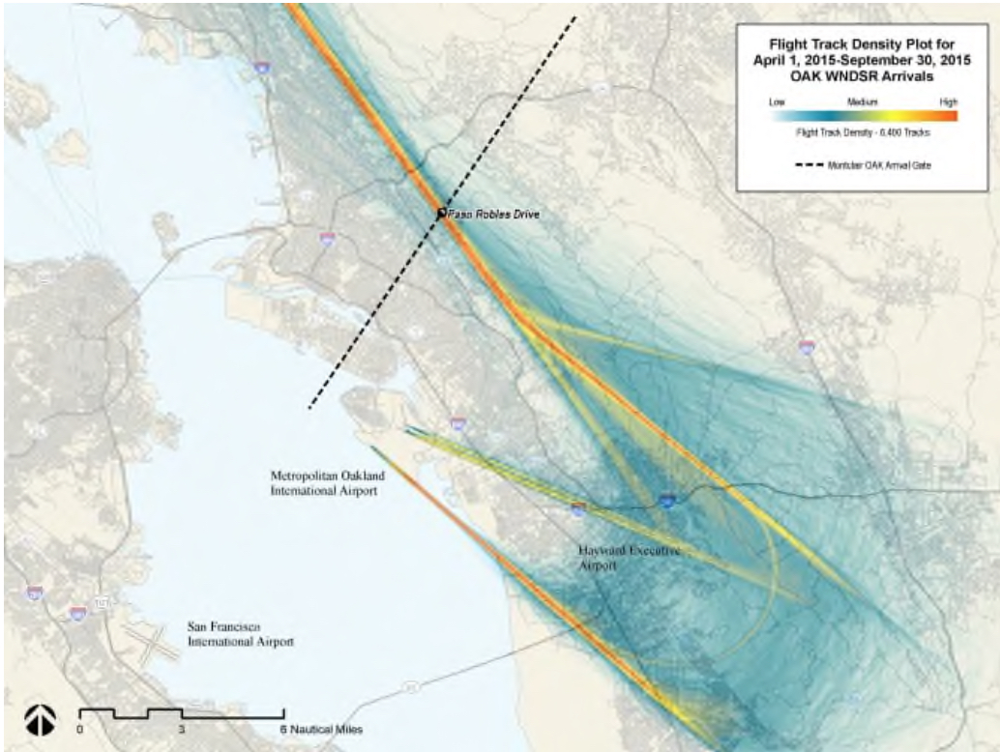 Flight Track Density Plot for
April 1, 2015-September 30, 2015
OAK WNDSR Arrivals
Low Medium High
Flight Track Density - 6,400 Tracks
Montclair OAK Arrival Gate
Paso Robles Drive
Metropolitan Oakland
International Airport
Hayward Executive
Airport
San Francisco
International Airport
0 3 6 Nautical Miles